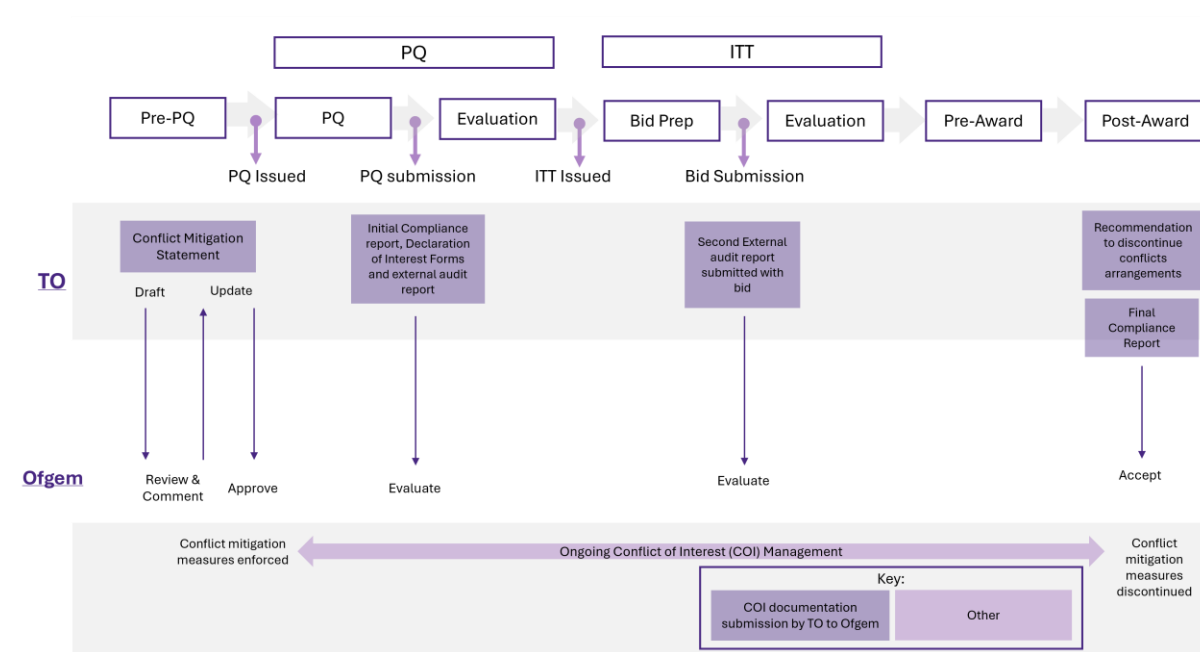 PQ
ITT
Pre-PQ
PQ
Evaluation
Bid Prep
Evaluation
Pre-Award
Post-Award
PQ Issued
PQ submission
ITT Issued
Bid Submission
TO
Conflict Mitigation
Statement
Draft
Update
Initial Compliance
report, Declaration
of Interest Forms
and external audit
report
Second External
audit report
submitted with
bid
Recommendation
to discontinue
conflicts
arrangements
Final
Compliance
Report
Ofgem
Review &
Comment
Approve
Evaluate
Evaluate
Accept
Conflict mitigation
measures enforced
Ongoing Conflict of Interest (COI) Management
Conflict
mitigation
measures
discontinued
Key:
COI documentation
submission by TO to Ofgem
Other